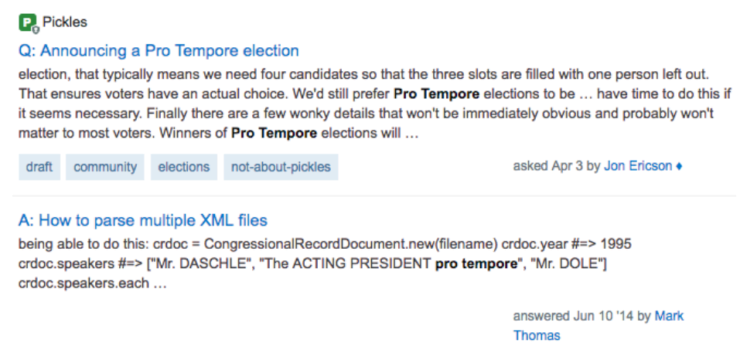 P Pickles
Q: Announcing a Pro Tempore election
election, that typically means we need four candidates so that the three slots are filled with one person left out.
That ensures voters have an actual choice. We'd still prefer Pro Tempore elections to be ... have time to do this if
it seems necessary. Finally there are a few wonky details that won't be immediately obvious and probably won't
matter to most voters. Winners of Pro Tempore elections will ...
draft community elections not-about-pickles
asked Apr 3 by Jon Ericson ♦
A: How to parse multiple XML files
being able to do this: crdoc = CongressionalRecordDocument.new(filename) crdoc.year #=> 1995
crdoc.speakers #=> ["Mr. DASCHLE", "The ACTING PRESIDENT pro tempore", "Mr. DOLE"]
crdoc.speakers.each ...
answered Jun 10 '14 by Mark
Thomas